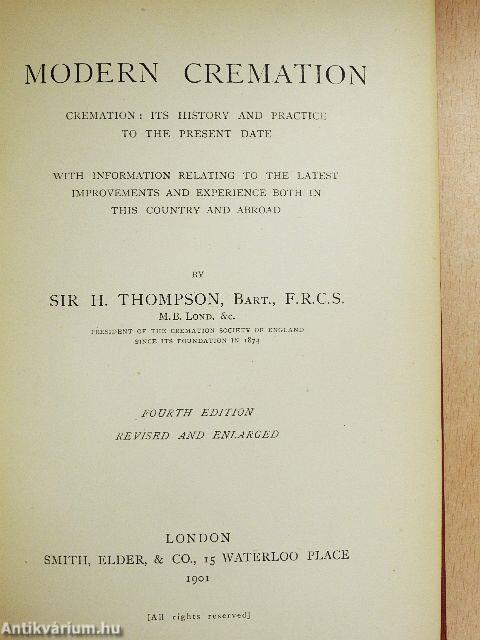 MODERN CREMATION
CREMATION: ITS HISTORY AND PRACTICE
TO THE PRESENT DATE
WITH INFORMATION RELATING TO THE LATEST
IMPROVEMENTS AND EXPERIENCE BOTH IN
THIS COUNTRY AND ABROAD
BY
SIR H. THOMPSON, BART., F.R.C.S.
M.B. LOND, &C.
PRESIDENT OF THE CREMATION SOCIETY OF ENGLAND
SINCE ITS FOUNDATION IN 1874
FOURTH EDITION
REVISED AND ENLARGED
LONDON
SMITH, ELDER, & CO., 15 WATERLOO PLACE
1901
[All rights reserved]
Antikvárium.hu